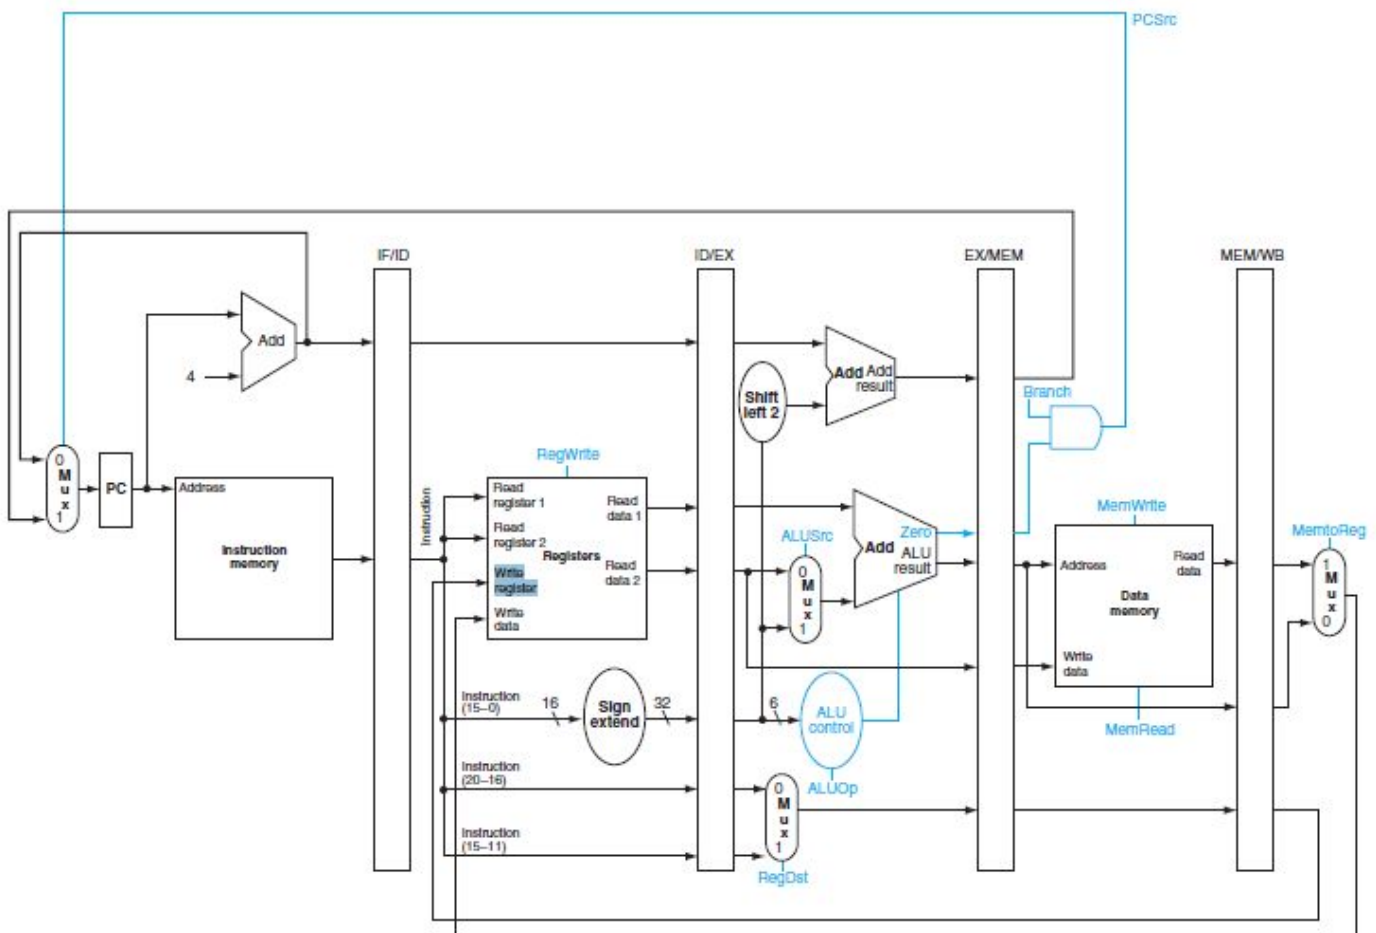 PCSrc
IF/ID
ID/EX
EX/MEM
MEM/WB
Add
4
Add Add
result
Shift
left 2
Branch
RegWrite
0
M
u
x
1
PC
Address
Instruction
memory
Instruction
Read
register 1
Read
register 2
Registers
Write
register
Write
data
Read
data 1
Read
data 2
ALUSrc
0
M
u
x
1
Zero
Add
ALU
result
MemWrite
Address
Read
data
Data
memory
Write
data
MemRead
MemtoReg
1
M
u
x
0
Instruction
(15–0)
16
Sign
extend
32
6
ALU
control
ALUOp
Instruction
(20–16)
Instruction
(15–11)
0
M
u
x
1
RegDst